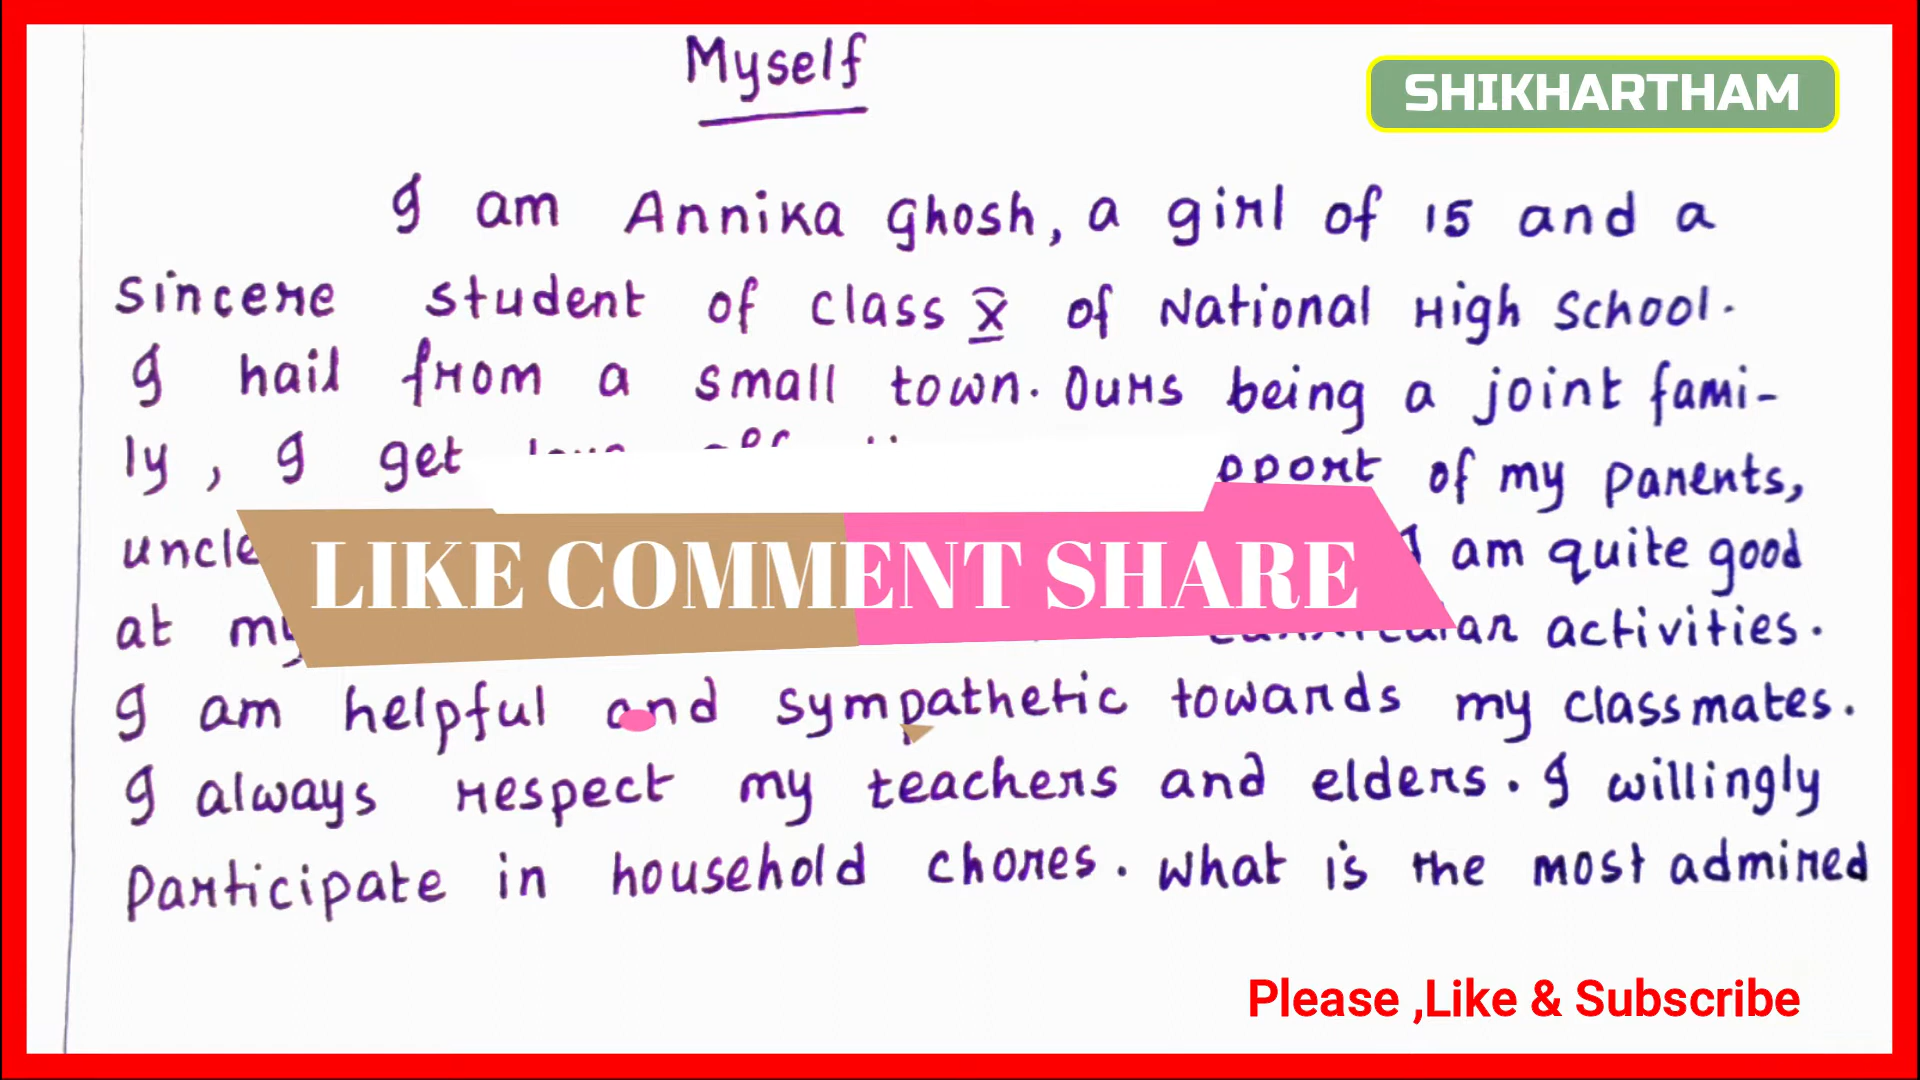 Myself
SHIKHARTHAM
I am Annika Ghosh, a girl of 15 and a
sincere student of class X of National High School.
I hail from a small town. Ours being a joint fami-
ly, I get of my parents,
uncle am quite good
at my activities.
LIKE COMMENT SHARE
I am helpful and sympathetic towards my classmates.
I always respect my teachers and elders. I willingly
Participate in household chores. What is the most admired
Please ,Like & Subscribe